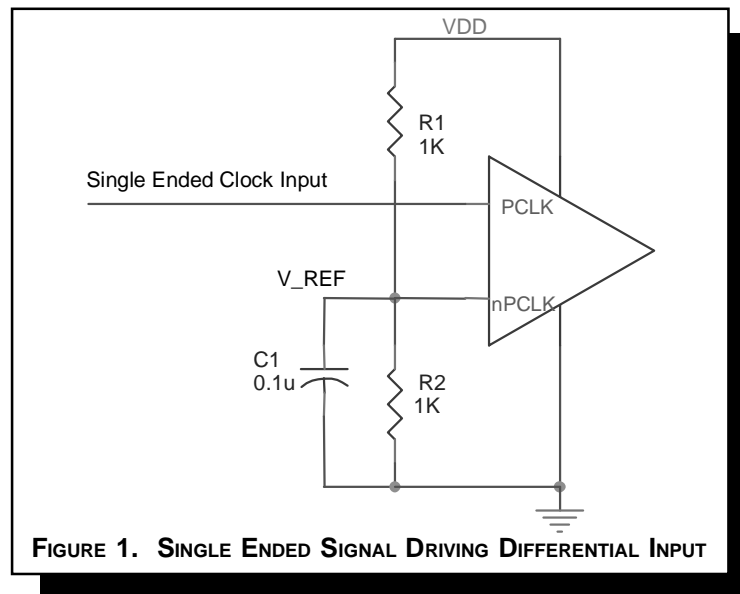 VDD
R1
1K
Single Ended Clock Input
PCLK
V_REF
nPCLK
C1
0.1u
R2
1K
FIGURE 1. SINGLE ENDED SIGNAL DRIVING DIFFERENTIAL INPUT